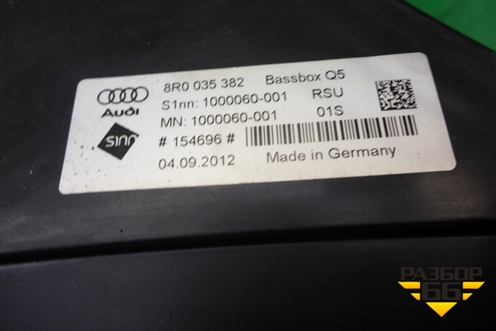 8R0 035 382 Bassbox Q5
S1nn: 1000060-001 RSU
MN: 1000060-001 01S
Audi
s1nn
# 154696 #
04.09.2012 Made in Germany
РАЗБОР
66